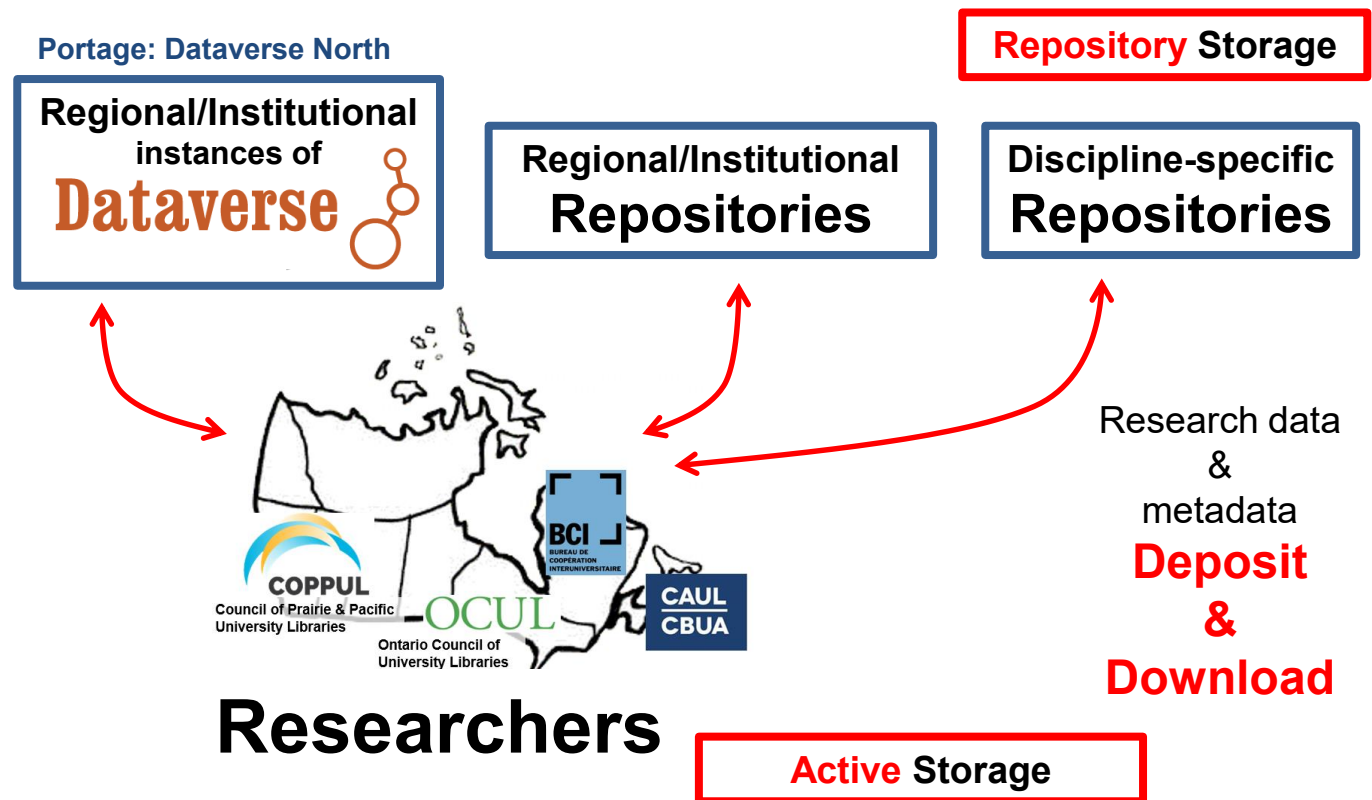 Portage: Dataverse North
Repository Storage
Regional/Institutional
instances of
Dataverse
Regional/Institutional
Repositories
Discipline-specific
Repositories
Research data
&
metadata
Deposit
&
Download
BCI
BUREAU DE
COOPÉRATION
INTERUNIVERSITAIRE
COPPUL
Council of Prairie & Pacific
University Libraries
OCUL
Ontario Council of
University Libraries
CAUL
CBUA
Researchers
Active Storage